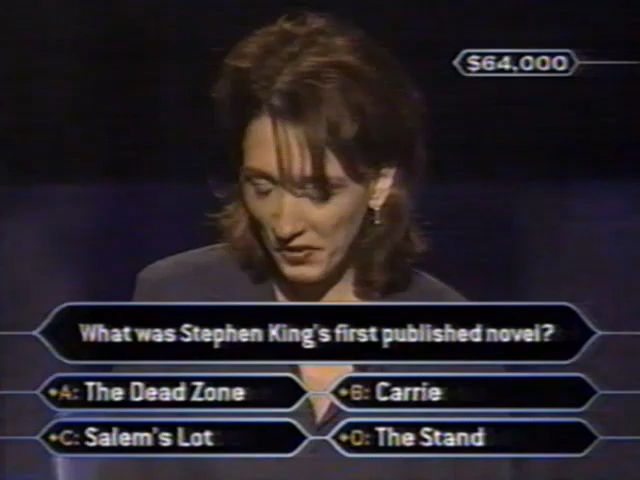 $64,000
What was Stephen King's first published novel?
A: The Dead Zone
B: Carrie
C: Salem's Lot
D: The Stand